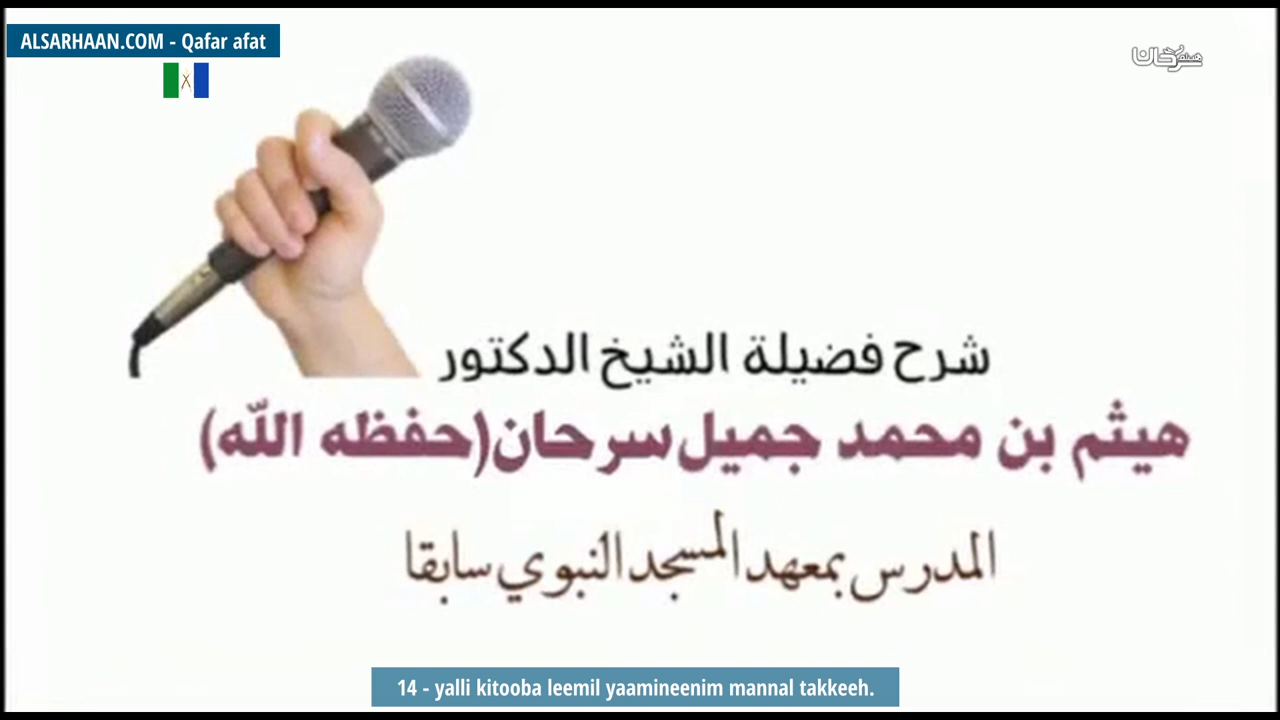 ALSARHAAN.COM - Qafar afat
هيثم سرحان
شرح فضيلة الشيخ الدكتور
هيثم بن محمد جميل سرحان (حفظه الله)
المدرس بمعهد المسجد النبوي سابقا
14 - yalli kitooba leemil yaamineenim mannal takkeeh.